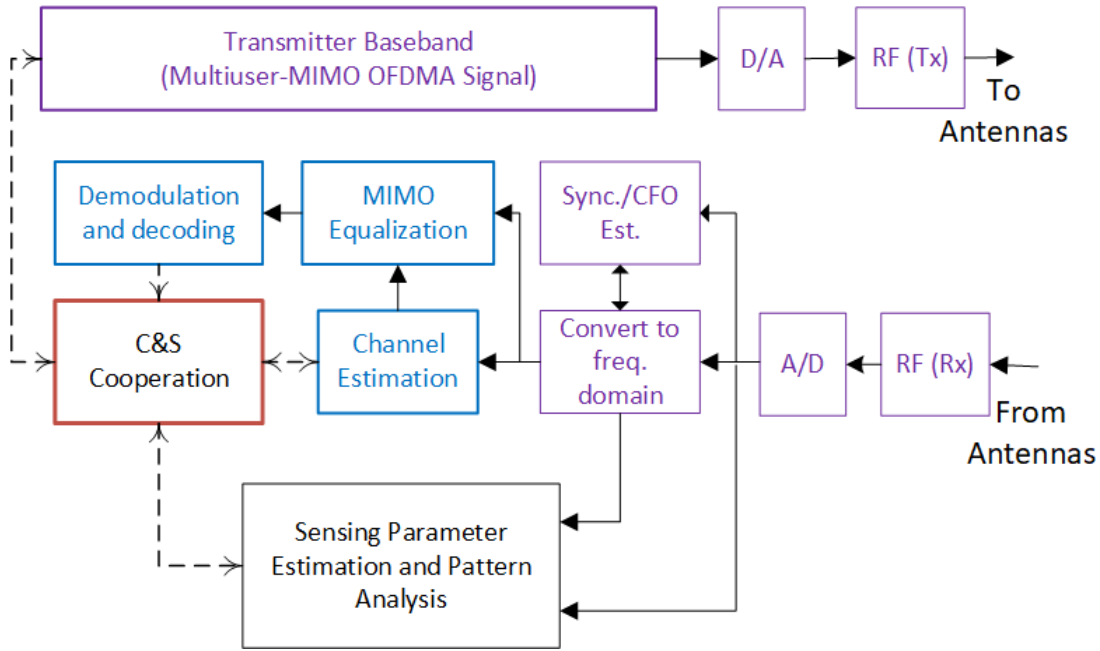 Transmitter Baseband
(Multiuser-MIMO OFDMA Signal)
D/A
RF (Tx)
To
Antennas
Demodulation
and decoding
MIMO
Equalization
Sync./CFO
Est.
C&S
Cooperation
Channel
Estimation
Convert to
freq.
domain
A/D
RF (Rx)
From
Antennas
Sensing Parameter
Estimation and Pattern
Analysis